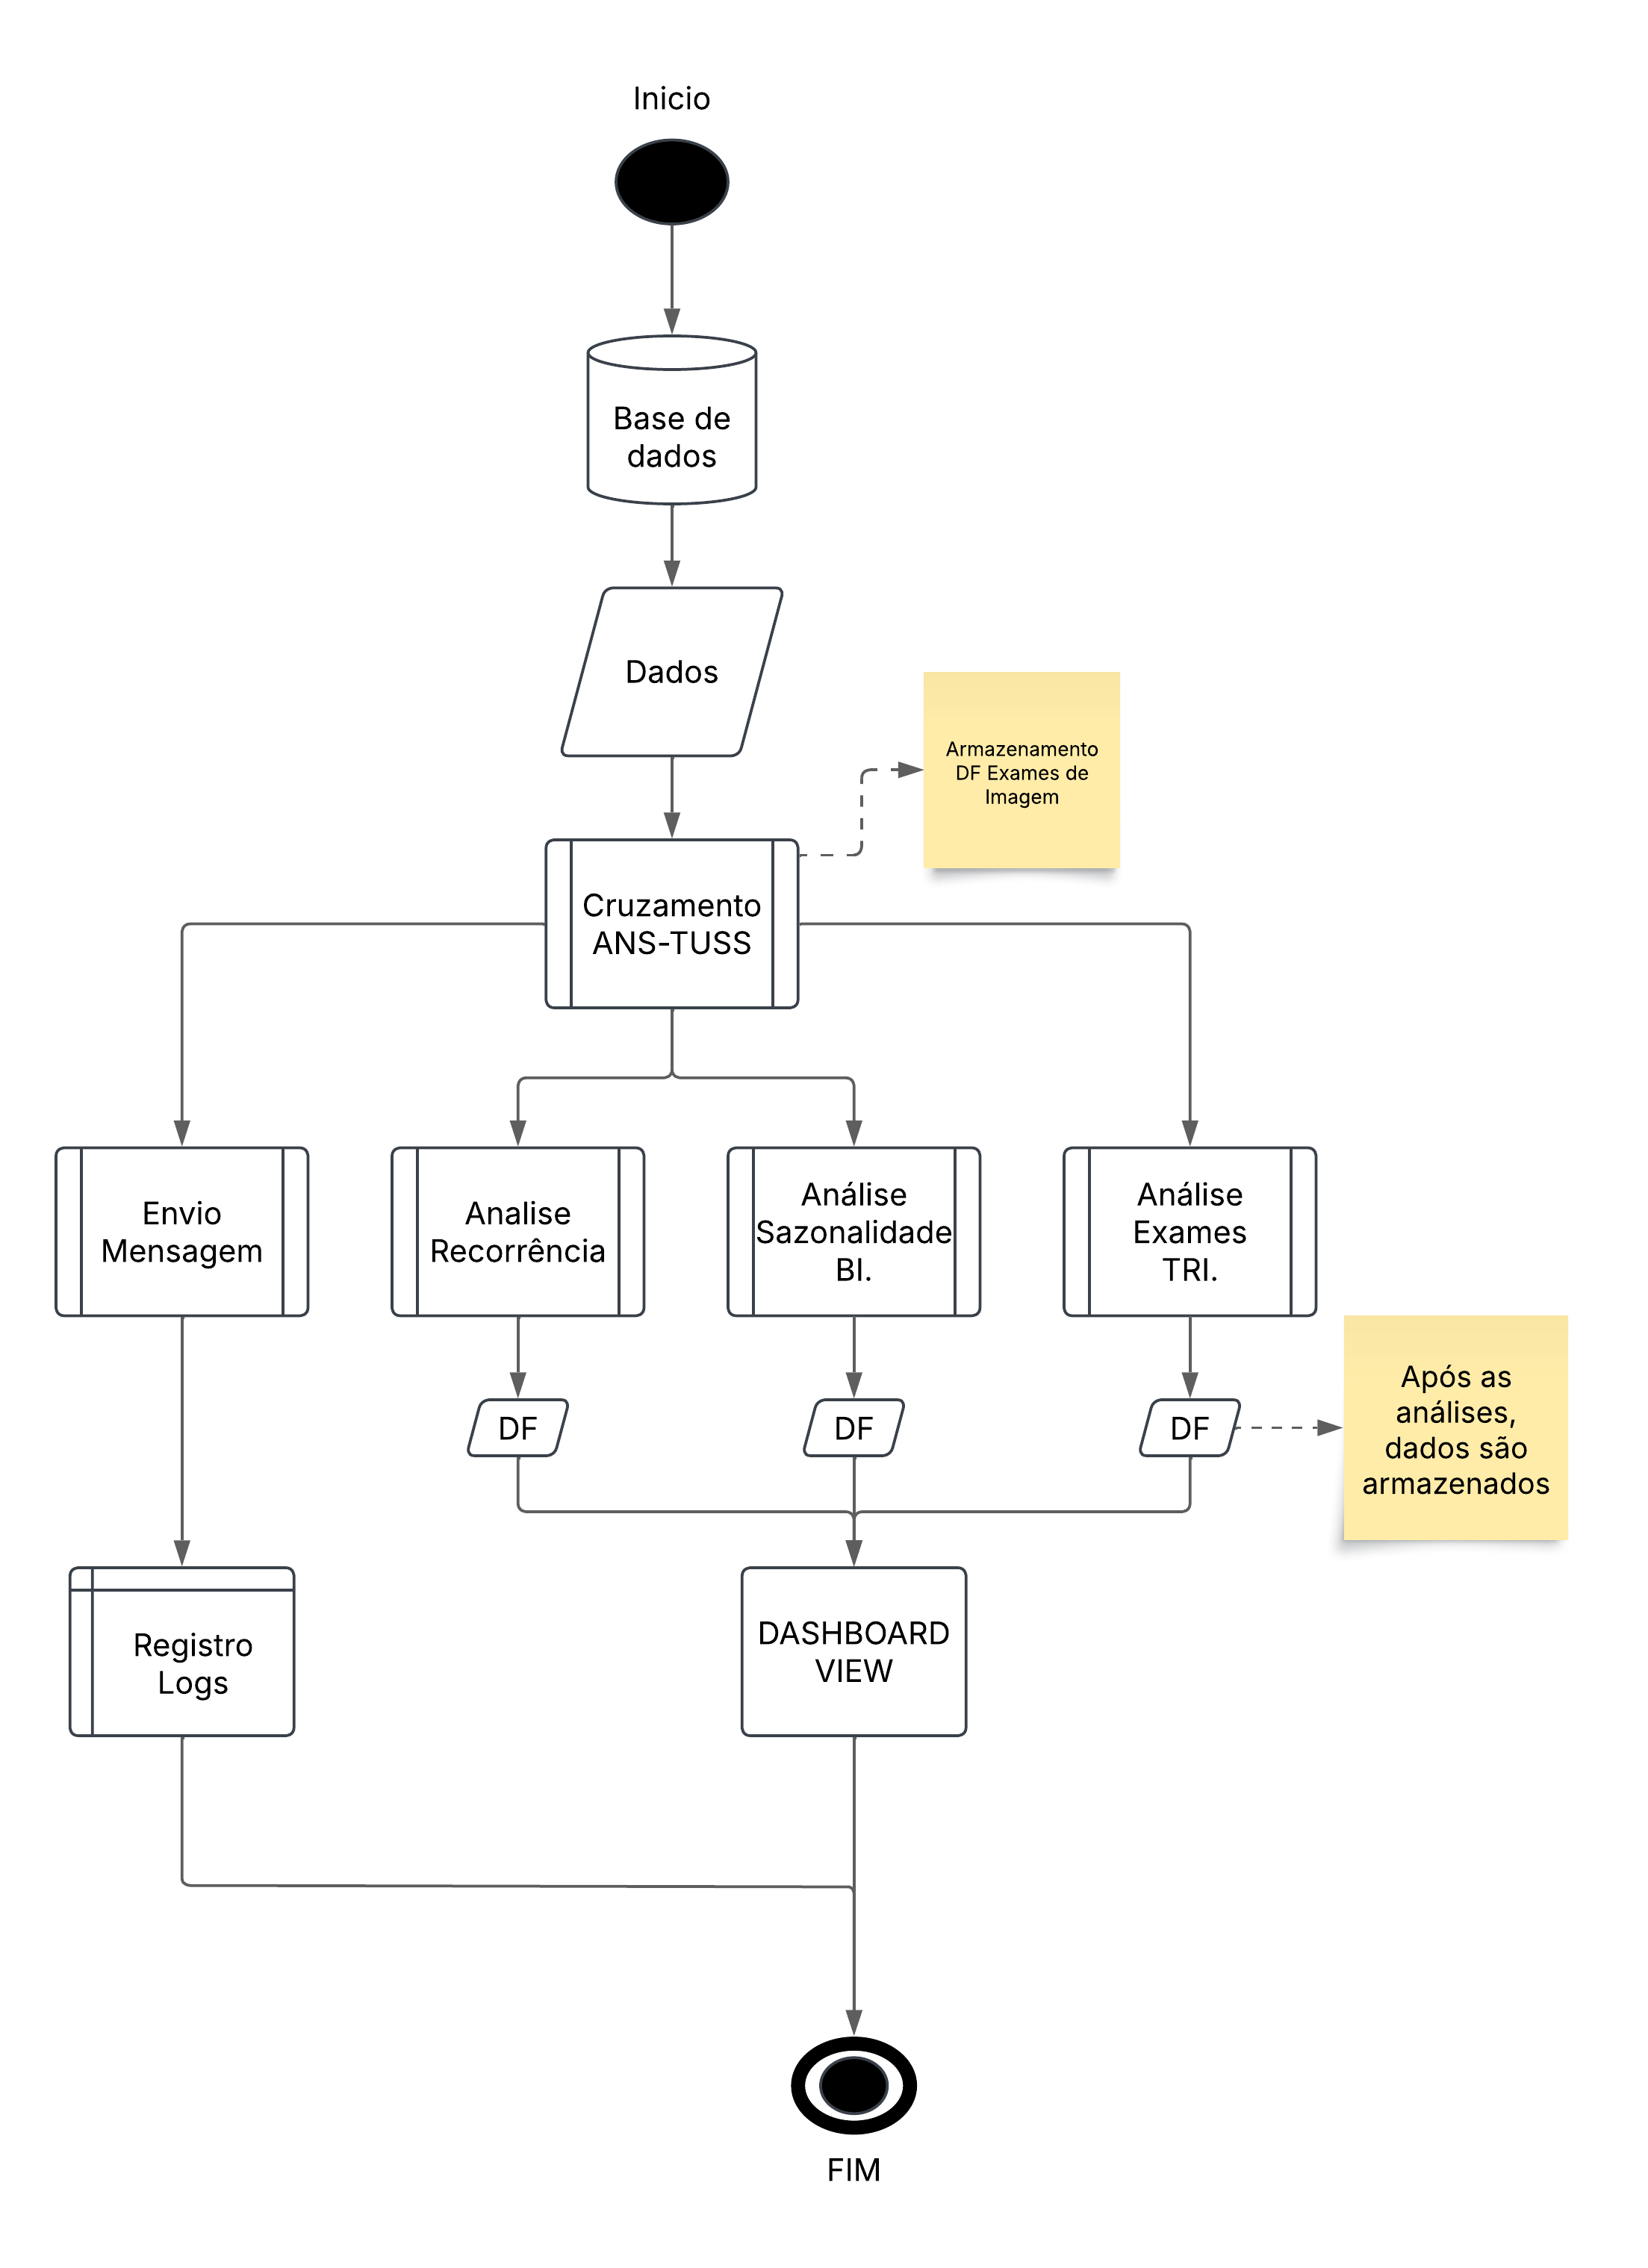 Inicio
Base de
dados
Dados
Armazenamento
DF Exames de
Imagem
Cruzamento
ANS-TUSS
Envio
Mensagem
Analise
Recorrência
Análise
Sazonalidade
BI.
Análise
Exames
TRI.
DF
DF
DF
Após as
análises,
dados são
armazenados
Registro
Logs
DASHBOARD
VIEW
FIM